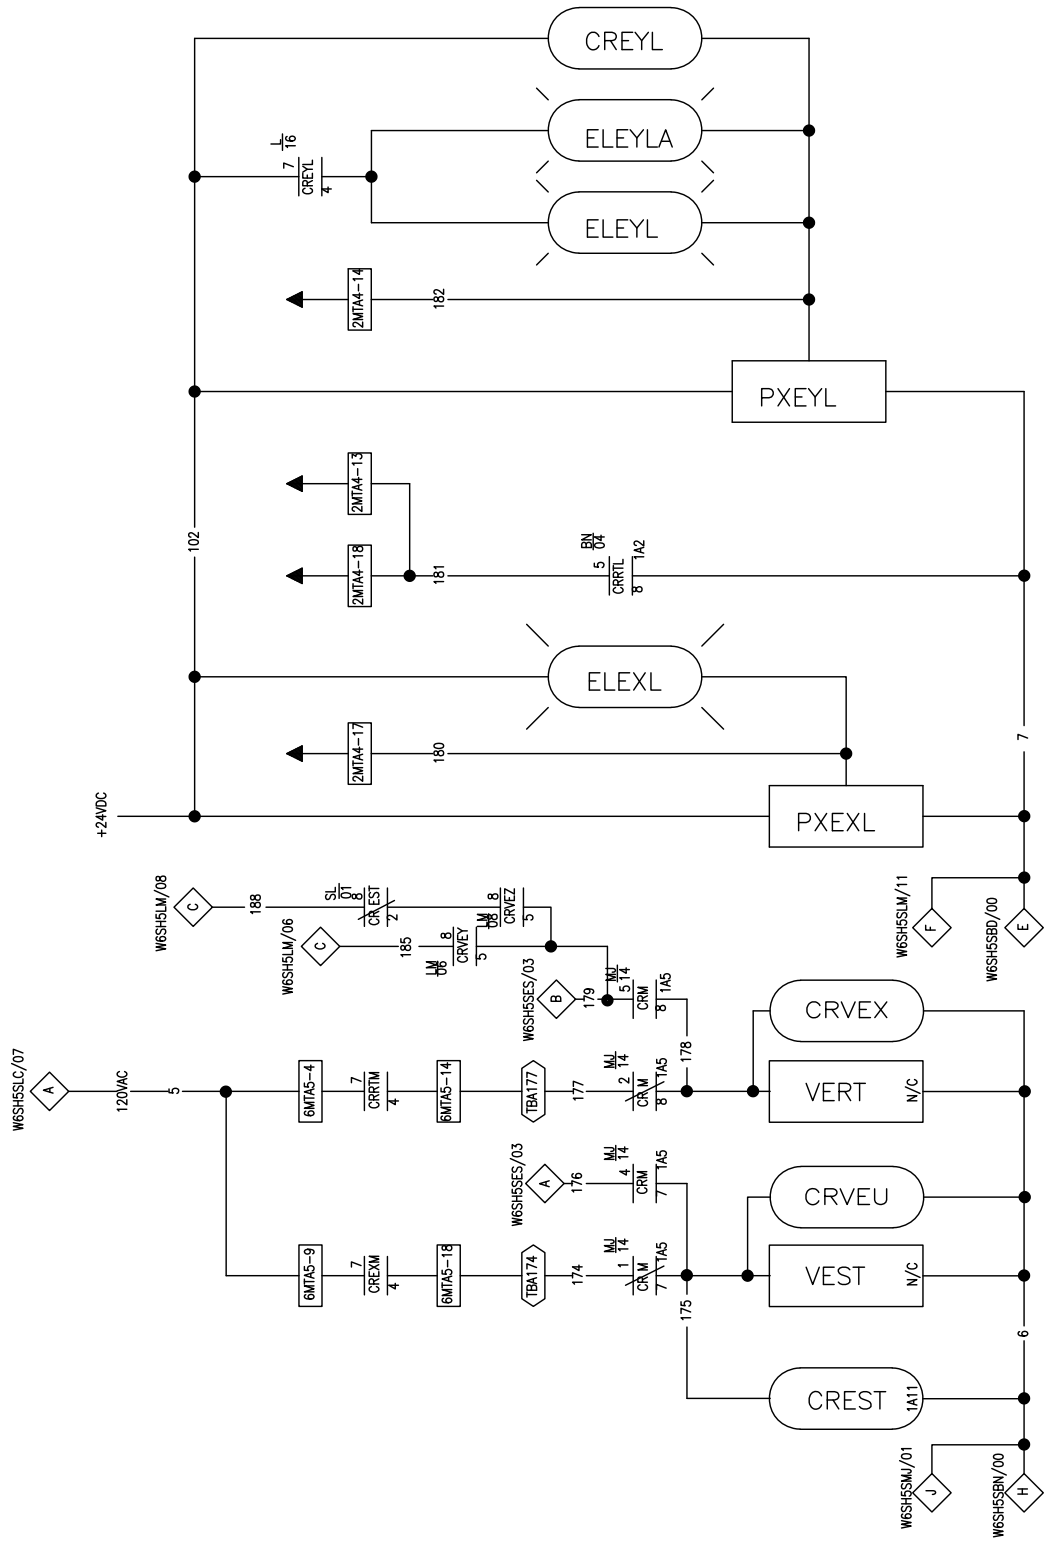 CREYL
ELEYLA
L
16
7
CREYL
4
ELEYL
2MTA4-14
182
PXEYL
2MTA4-13
102
2MTA4-18
181
BN
04
5
CRRTL
8
1A2
ELEXL
2MTA4-17
180
7
+24VDC
PXEXL
W6SH5LM/08
C
188
SL
01
8
CREST
2
LM
08
8
CRVEZ
5
W6SH5LM/06
C
185
LM
06
8
CRVEY
5
W6SH5SLM/11
F
W6SH5SBD/00
E
W6SH5SES/03
B
179
MJ
14
5
CRM
8
1A5
CRVEX
W6SH5SLC/07
A
120VAC
5
6MTA5-4
7
CRRTM
4
6MTA5-14
TBA177
177
MJ
14
2
CRM
8
1A5
178
VERT
N/C
W6SH5SES/03
A
176
MJ
14
4
CRM
7
1A5
CRVEU
6MTA5-9
7
CREXM
4
6MTA5-18
TBA174
174
MJ
14
1
CRM
7
1A5
175
VEST
N/C
6
CREST
1A11
W6SH5SMJ/01
J
W6SH5SBN/00
H